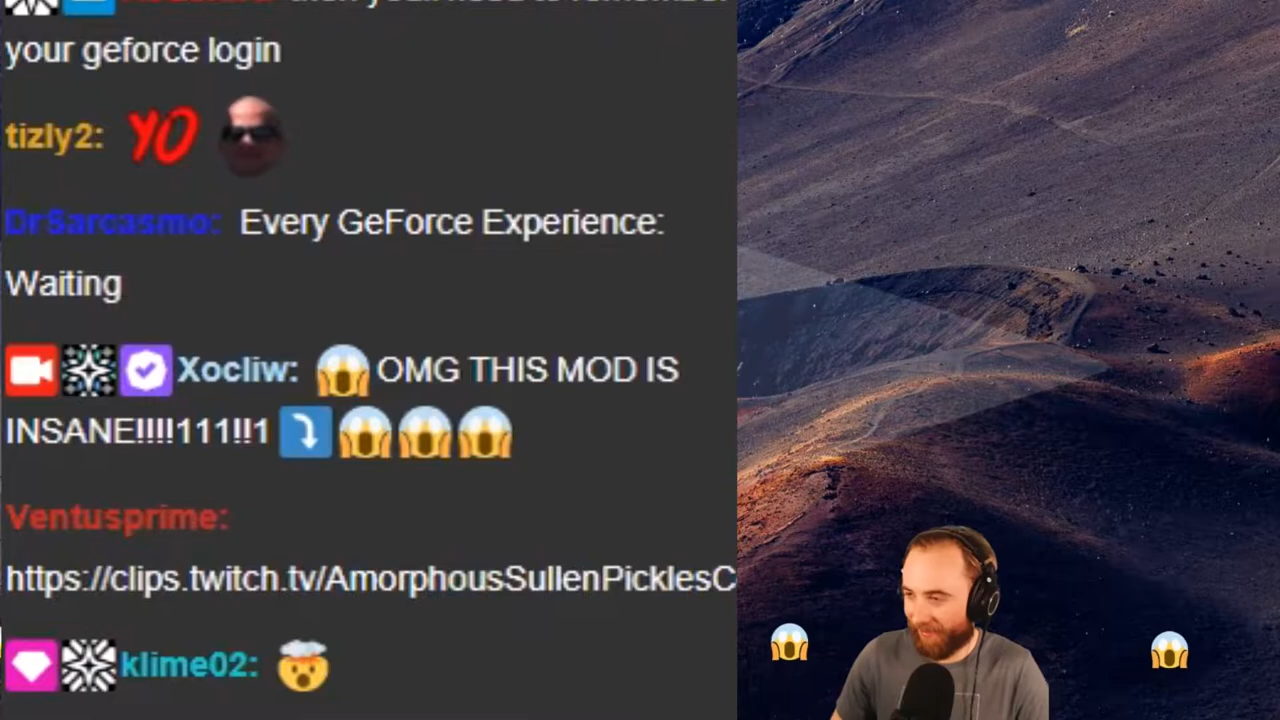 your geforce login
tizly2: YO
DrSarcasmo: Every GeForce Experience:
Waiting
Xocliw: OMG THIS MOD IS
INSANE!!!!111!!1
Ventusprime:
https://clips.twitch.tv/AmorphousSullenPicklesC
klime02: